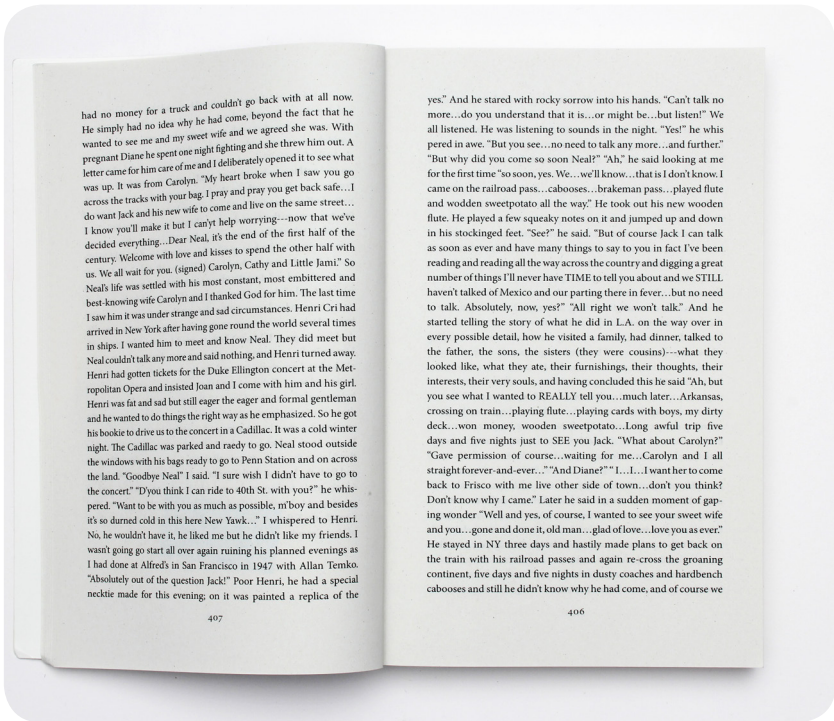 had no money for a truck and couldn't go back with at all now.
He simply had no idea why he had come, beyond the fact that he
wanted to see me and my sweet wife and we agreed she was. With
pregnant Diane he spent one night fighting and she threw him out. A
letter came for him care of me and I deliberately opened it to see what
was up. It was from Carolyn. “My heart broke when I saw you go
across the tracks with your bag. I pray and pray you get back safe…I
do want Jack and his new wife to come and live on the same street…
I know you'll make it but I can'yt help worrying---now that we've
decided everything…Dear Neal, it's the end of the first half of the
century. Welcome with love and kisses to spend the other half with
us. We all wait for you. (signed) Carolyn, Cathy and Little Jami.” So
Neal's life was settled with his most constant, most embittered and
best-knowing wife Carolyn and I thanked God for him. The last time
I saw him it was under strange and sad circumstances. Henri Cri had
arrived in New York after having gone round the world several times
in ships. I wanted him to meet and know Neal. They did meet but
Neal couldn't talk any more and said nothing, and Henri turned away.
Henri had gotten tickets for the Duke Ellington concert at the Met-
ropolitan Opera and insisted Joan and I come with him and his girl.
Henri was fat and sad but still eager the eager and formal gentleman
and he wanted to do things the right way as he emphasized. So he got
his bookie to drive us to the concert in a Cadillac. It was a cold winter
night. The Cadillac was parked and raedy to go. Neal stood outside
the windows with his bags ready to go to Penn Station and on across
the land. “Goodbye Neal” I said. “I sure wish I didn't have to go to
the concert.” “D'you think I can ride to 40th St. with you?” he whis-
pered. “Want to be with you as much as possible, m'boy and besides
it's so durned cold in this here New Yawk…” I whispered to Henri.
No, he wouldn't have it, he liked me but he didn't like my friends. I
wasn't going go start all over again ruining his planned evenings as
I had done at Alfred's in San Francisco in 1947 with Allan Temko.
“Absolutely out of the question Jack!” Poor Henri, he had a special
necktie made for this evening; on it was painted a replica of the
407
yes.” And he stared with rocky sorrow into his hands. “Can't talk no
more…do you understand that it is…or might be…but listen!” We
all listened. He was listening to sounds in the night. “Yes!” he whis
pered in awe. “But you see…no need to talk any more…and further.”
“But why did you come so soon Neal?” “Ah,” he said looking at me
for the first time “so soon, yes. We…we'll know…that is I don't know. I
came on the railroad pass…cabooses…brakeman pass…played flute
and wodden sweetpotato all the way.” He took out his new wooden
flute. He played a few squeaky notes on it and jumped up and down
in his stockinged feet. “See?” he said. “But of course Jack I can talk
as soon as ever and have many things to say to you in fact I've been
reading and reading all the way across the country and digging a great
number of things I'll never have TIME to tell you about and we STILL
haven't talked of Mexico and our parting there in fever…but no need
to talk. Absolutely, now, yes?” “All right we won't talk.” And he
started telling the story of what he did in L.A. on the way over in
every possible detail, how he visited a family, had dinner, talked to
the father, the sons, the sisters (they were cousins)---what they
looked like, what they ate, their furnishings, their thoughts, their
interests, their very souls, and having concluded this he said “Ah, but
you see what I wanted to REALLY tell you…much later…Arkansas,
crossing on train…playing flute…playing cards with boys, my dirty
deck…won money, wooden sweetpotato…Long awful trip five
days and five nights just to SEE you Jack. “What about Carolyn?”
“Gave permission of course…waiting for me…Carolyn and I all
straight forever-and-ever…” “And Diane?” “ I…I…I want her to come
back to Frisco with me live other side of town…don't you think?
Don't know why I came.” Later he said in a sudden moment of gap-
ing wonder “Well and yes, of course, I wanted to see your sweet wife
and you…gone and done it, old man…glad of love…love you as ever.”
He stayed in NY three days and hastily made plans to get back on
the train with his railroad passes and again re-cross the groaning
continent, five days and five nights in dusty coaches and hardbench
cabooses and still he didn't know why he had come, and of course we
406